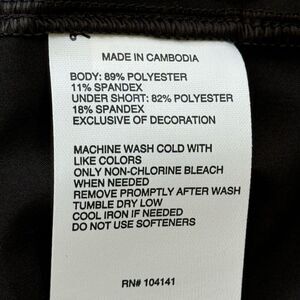 MADE IN CAMBODIA
BODY: 89% POLYESTER
11% SPANDEX
UNDER SHORT: 82% POLYESTER
18% SPANDEX
EXCLUSIVE OF DECORATION
MACHINE WASH COLD WITH
LIKE COLORS
ONLY NON-CHLORINE BLEACH
WHEN NEEDED
REMOVE PROMPTLY AFTER WASH
TUMBLE DRY LOW
COOL IRON IF NEEDED
DO NOT USE SOFTENERS
RN# 104141